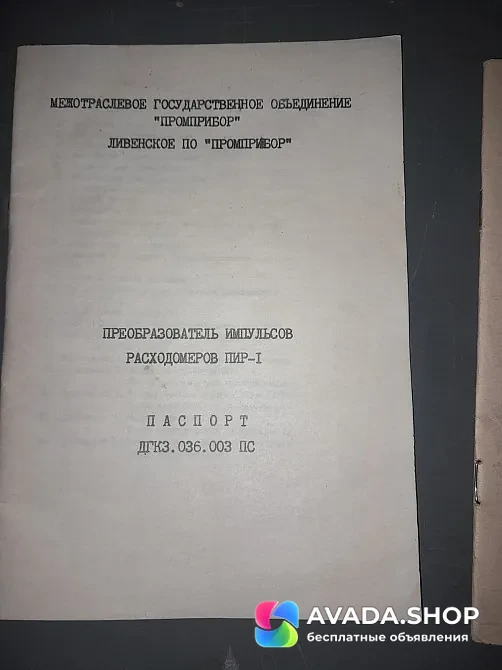 МЕЖОТРАСЛЕВОЕ ГОСУДАРСТВЕННОЕ ОБЪЕДИНЕНИЕ
"ПРОМПРИБОР"
ЛИВЕНСКОЕ ПО "ПРОМПРИБОР"
ПРЕОБРАЗОВАТЕЛЬ ИМПУЛЬСОВ
РАСХОДОМЕРОВ ПИР-I
ПАСПОРТ
ДГК3.036.003 ПС
AVADA.SHOP
бесплатные объявления